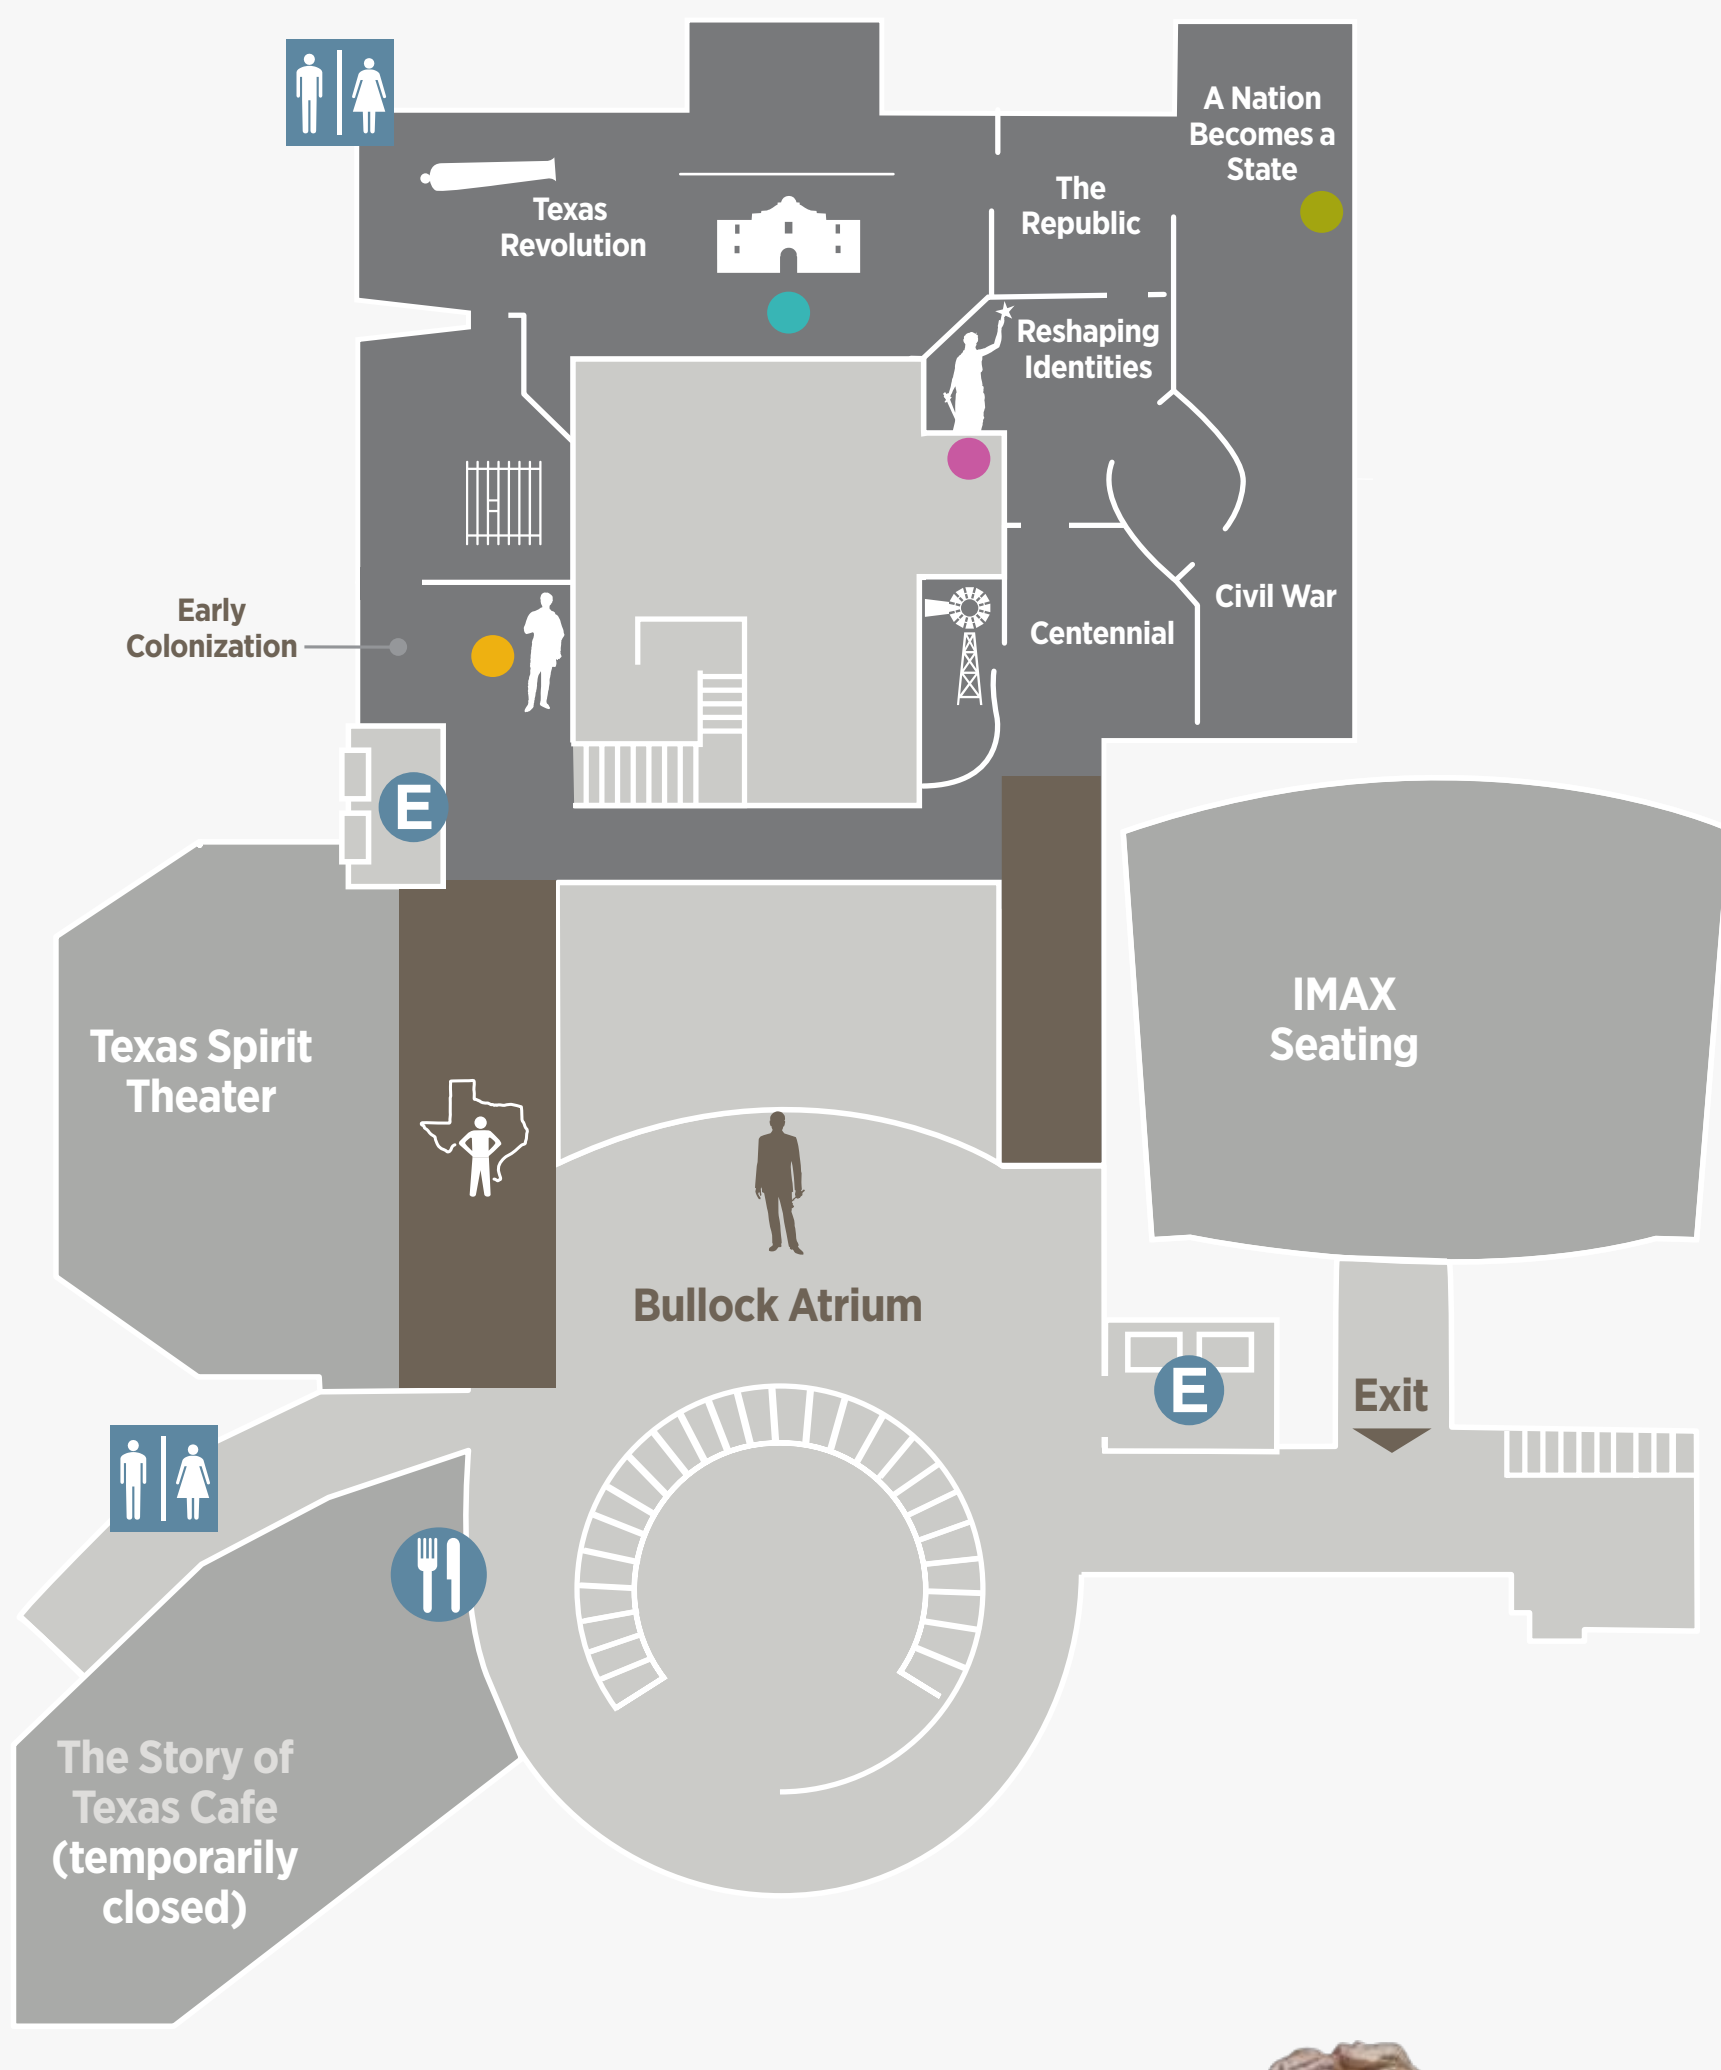 A Nation
Becomes a
State
The
Republic
Texas
Revolution
Reshaping
Identities
Early
Colonization
Civil War
Centennial
E
IMAX
Seating
Texas Spirit
Theater
Bullock Atrium
E
Exit
The Story of
Texas Cafe
(temporarily
closed)